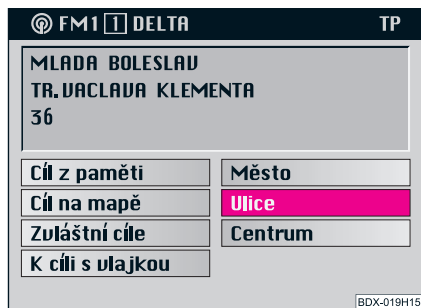 FM1 1 DELTA TP
MLADA BOLESLAV
TR. VACLAVA KLEMENTA
36
Cíl z paměti
Město
Cíl na mapě
Ulice
Zvláštní cíle
Centrum
K cíli s vlajkou
BDX-019H15